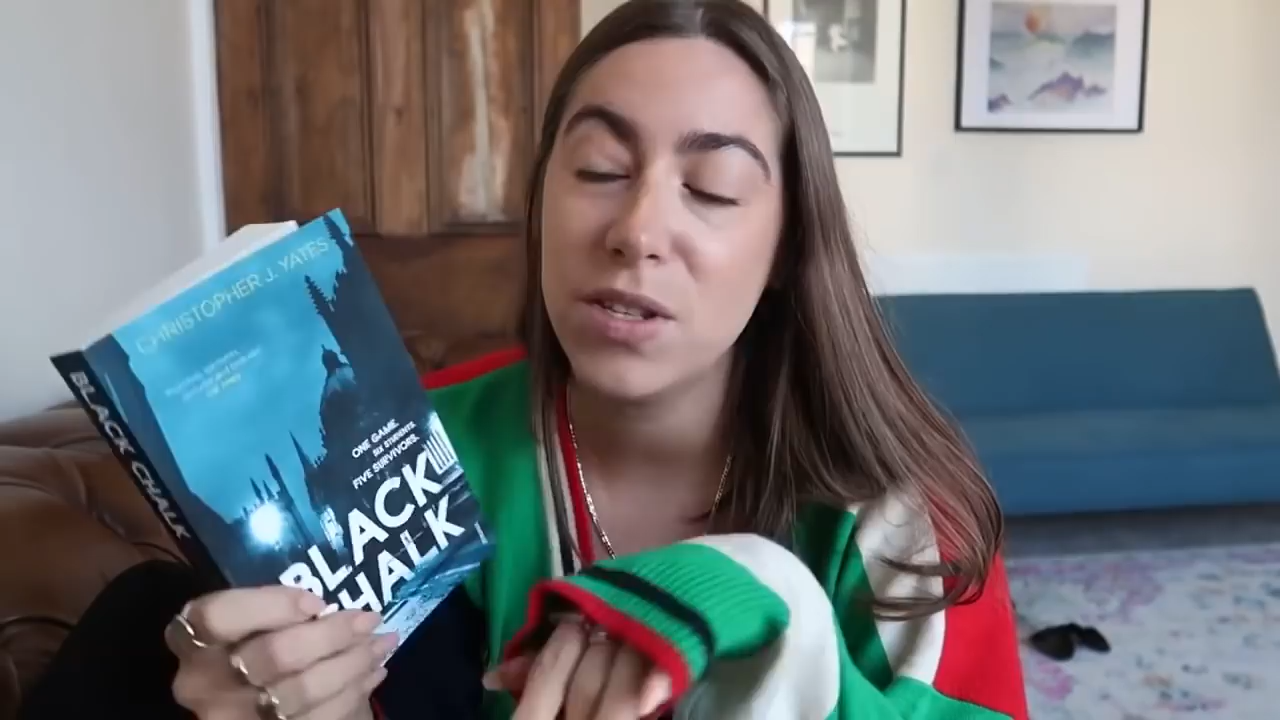 CHRISTOPHER J. YATES
ONE GAME.
SIX STUDENTS.
FIVE SURVIVORS.
BLACK
CHALK
BLACK CHALK